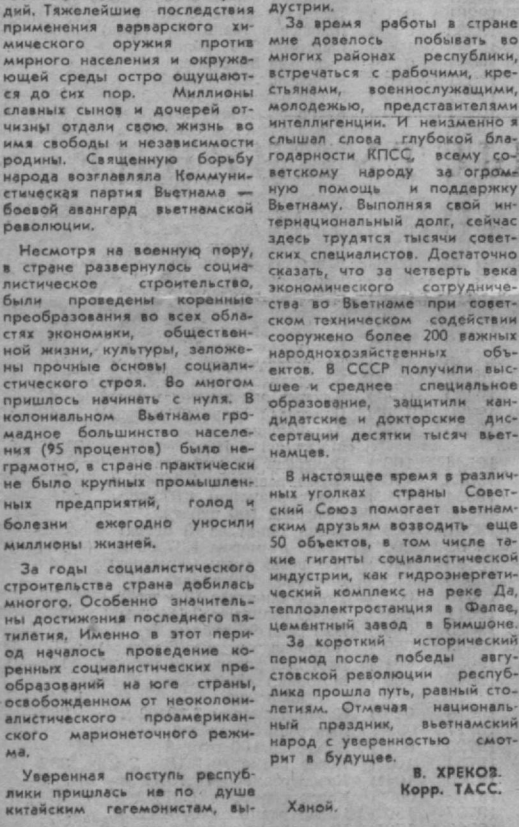 дий. Тяжелейшие последствия
применения варварского хи-
мического оружия против
мирного населения и окружа-
ющей среды остро ощущают-
ся до сих пор. Миллионы
славных сынов и дочерей от-
чизны отдали свою жизнь во
имя свободы и независимости
родины. Священную борьбу
народа возглавляла Коммуни-
стическая партия Вьетнама —
боевой авангард вьетнамской
революции.
Несмотря на военную пору,
в стране развернулось социа-
листическое строительство,
были проведены коренные
преобразования во всех обла-
стях экономики, обществен-
ной жизни, культуры, заложе-
ны прочные основы социали-
стического строя. Во многом
пришлось начинать с нуля. В
колониальном Вьетнаме гро-
мадное большинство населе-
ния (95 процентов) было не-
грамотно, в стране практически
не было крупных промышлен-
ных предприятий, голод и
болезни ежегодно уносили
миллионы жизней.
За годы социалистического
строительства страна добилась
многого. Особенно значитель-
ны достижения последнего пя-
тилетия. Именно в этот пери-
од началось проведение ко-
ренных социалистических пре-
образований на юге страны,
освобожденном от неоколони-
алистического проамерикан-
ского марионеточного режи-
ма.
Уверенная поступь респуб-
лики пришлась не по душе
китайским гегемонистам, вы-
дустрии.
За время работы в стране
мне довелось побывать во
многих районах республики,
встречаться с рабочими, кре-
стьянами, военнослужащими,
молодежью, представителями
интеллигенции. И неизменно я
слышал слова глубокой бла-
годарности КПСС, всему со-
ветскому народу за огром-
ную помощь и поддержку
Вьетнаму. Выполняя свой ин-
тернациональный долг, сейчас
здесь трудятся тысячи совет-
ских специалистов. Достаточно
сказать, что за четверть века
экономического сотрудниче-
ства во Вьетнаме при совет-
ском техническом содействии
сооружено более 200 важных
народнохозяйственных объ-
ектов. В СССР получили выс-
шее и среднее специальное
образование, защитили кан-
дидатские и докторские дис-
сертации десятки тысяч вьет-
намцев.
В настоящее время в различ-
ных уголках страны Совет-
ский Союз помогает вьетнам-
ским друзьям возводить еще
50 объектов, в том числе та-
кие гиганты социалистической
индустрии, как гидроэнергети-
ческий комплекс на реке Да,
теплоэлектростанция в Фалае,
цементный завод в Бимшоне.
За короткий исторический
период после победы авгу-
стовской революции респуб-
лика прошла путь, равный сто-
летиям. Отмечая националь-
ный праздник, вьетнамский
народ с уверенностью смот-
рит в будущее.
В. ХРЕКОВ.
Корр. ТАСС.
Ханой.